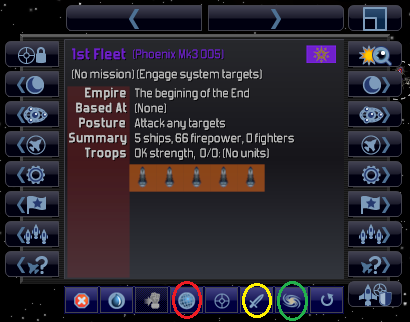 1st Fleet (Phoenix Mk3 005)
(No mission) (Engage system targets)
Empire The begining of the End
Based At (None)
Posture Attack any targets
Summary 5 ships, 66 firepower, 0 fighters
Troops 0K strength, 0/0: (No units)